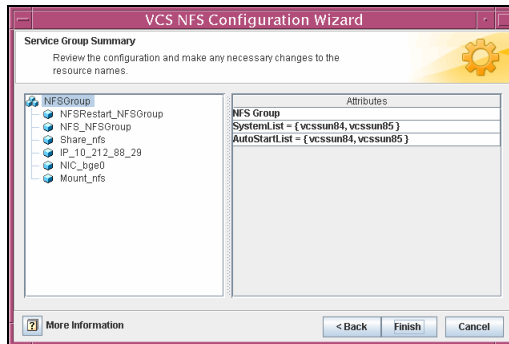 VCS NFS Configuration Wizard
Service Group Summary
Review the configuration and make any necessary changes to the
resource names.
NFSGroup
NFSRestart_NFSGroup
NFS_NFSGroup
Share_nfs
IP_10_212_88_29
NIC_bge0
Mount_nfs
Attributes
NFS Group
SystemList = { vcssun84, vcssun85 }
AutoStartList = { vcssun84, vcssun85 }
? More Information
< Back
Finish
Cancel